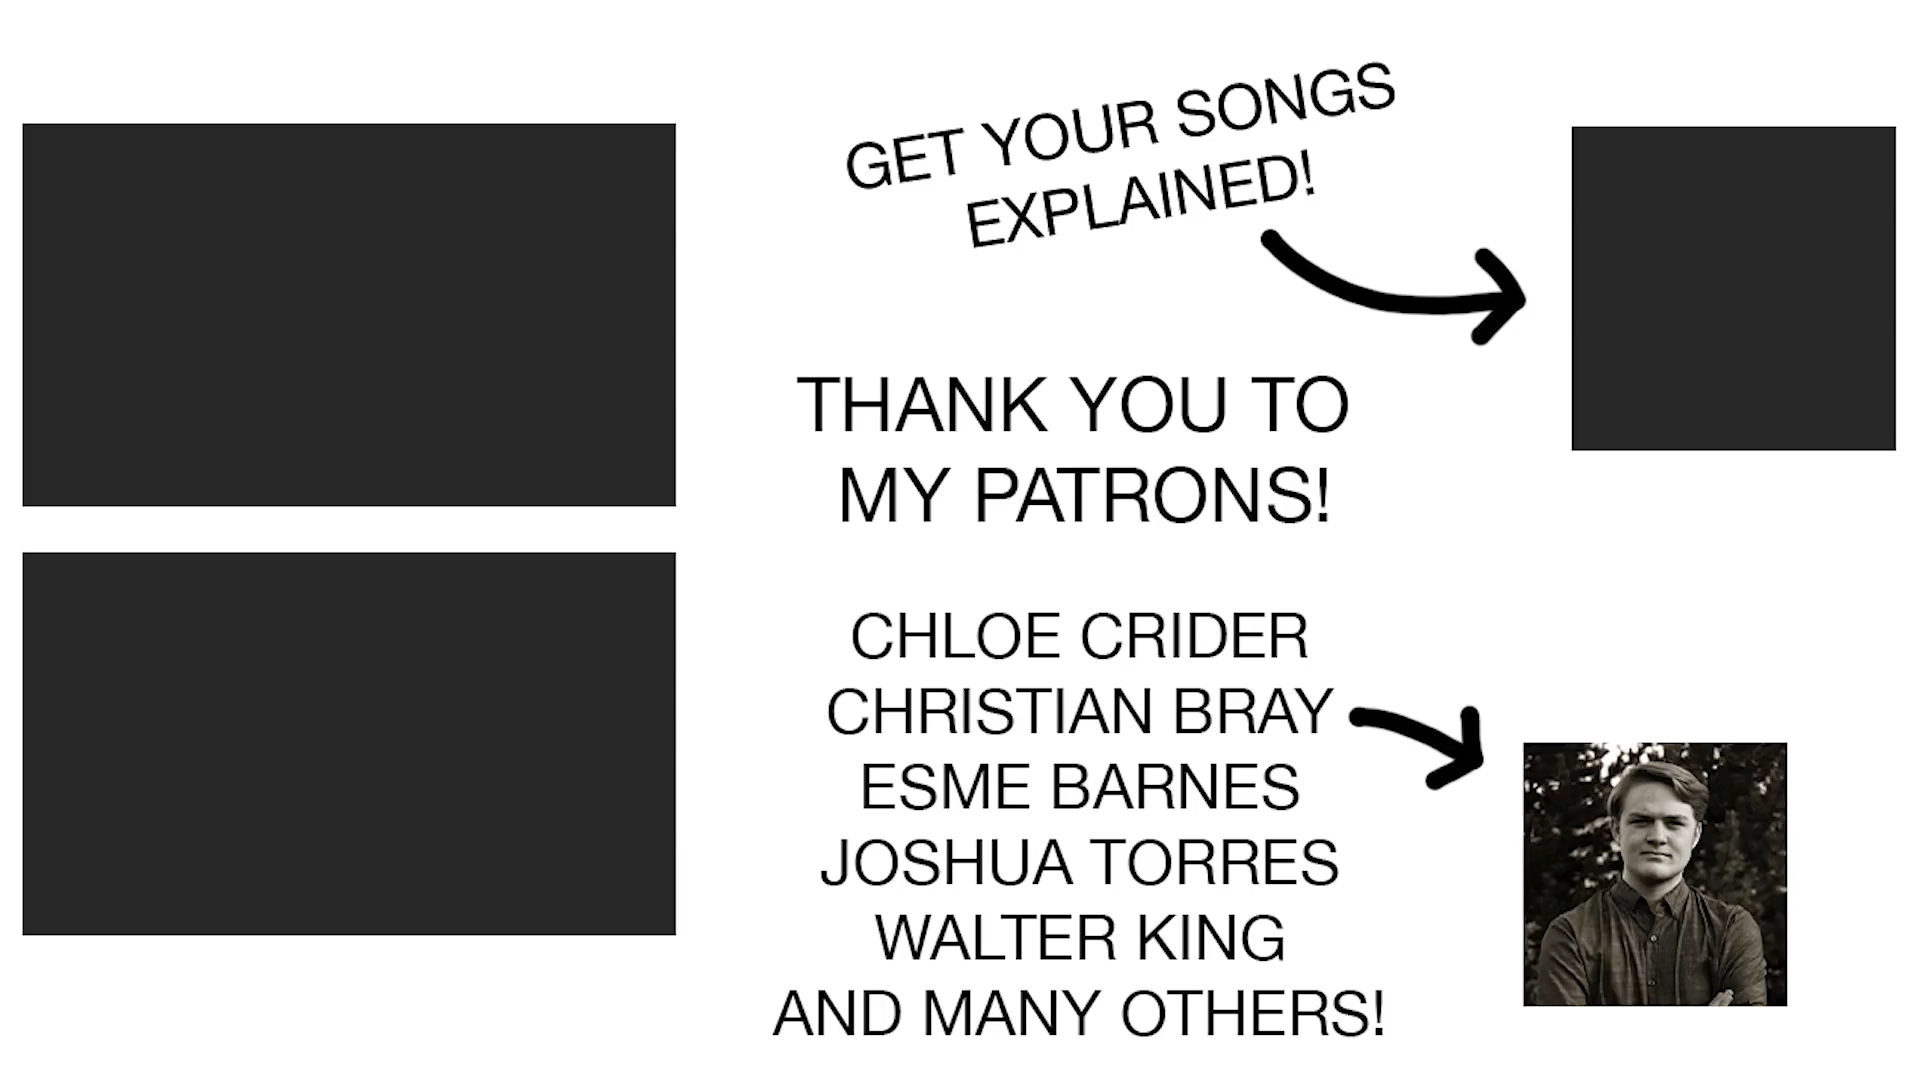 GET YOUR SONGS
EXPLAINED!
THANK YOU TO
MY PATRONS!
CHLOE CRIDER
CHRISTIAN BRAY
ESME BARNES
JOSHUA TORRES
WALTER KING
AND MANY OTHERS!